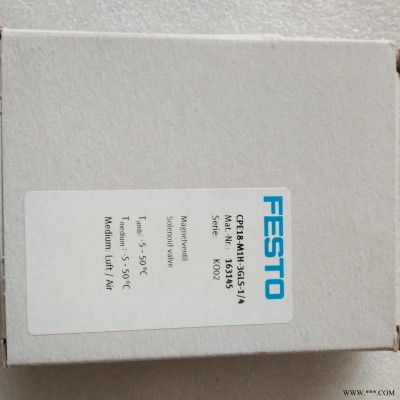 FESTO
CPE18-M1H-3GLS-1/4
Mat.-Nr.: 163145
Serie: K002
Magnetventil
Solenoid valve
Tamb: -5 - 50 °C
Tmedium: -5 - 50 °C
Medium: Luft / Air
www.***.COM